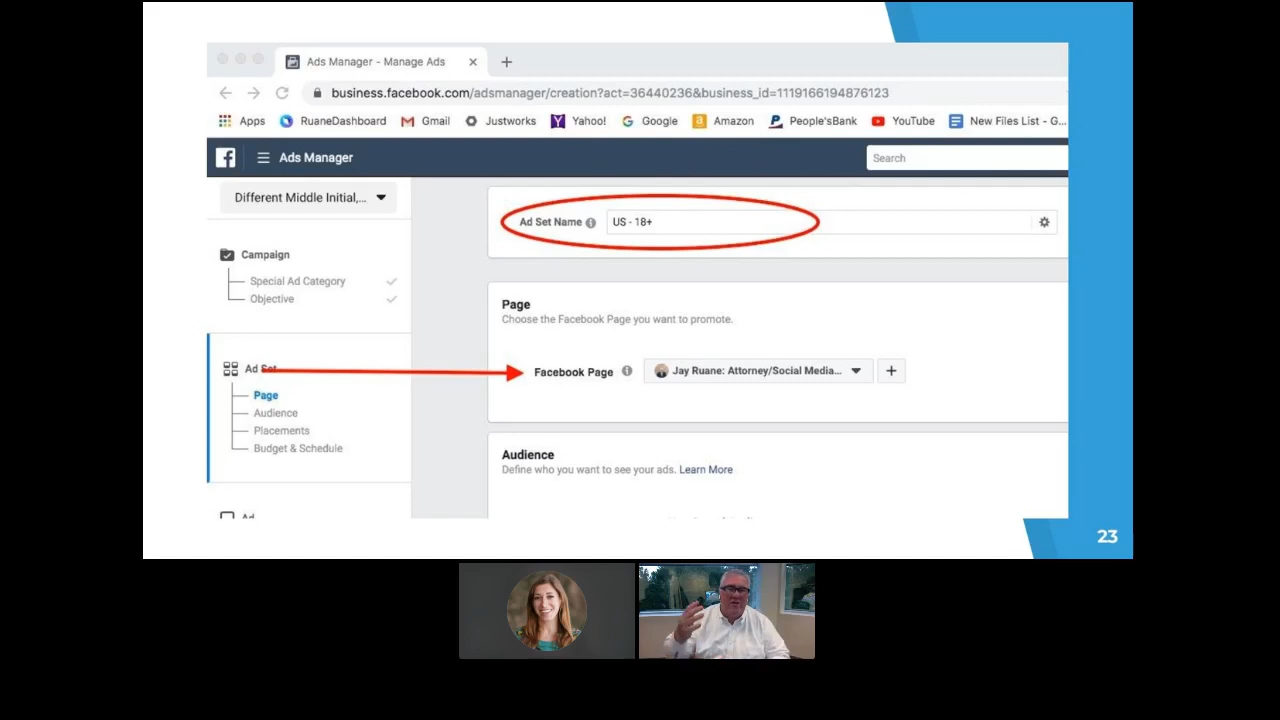 Ads Manager - Manage Ads
business.facebook.com/adsmanager/creation?act=36440236&business_id=1119166194876123
Apps RuaneDashboard Gmail Justworks Yahoo! Google Amazon People'sBank YouTube New Files List - G...
Ads Manager
Search
Different Middle Initial,...
Ad Set Name
US - 18+
Campaign
Special Ad Category
Objective
Page
Choose the Facebook Page you want to promote.
Ad Set
Facebook Page
Jay Ruane: Attorney/Social Media...
Page
Audience
Placements
Budget & Schedule
Audience
Define who you want to see your ads. Learn More
Ad
23